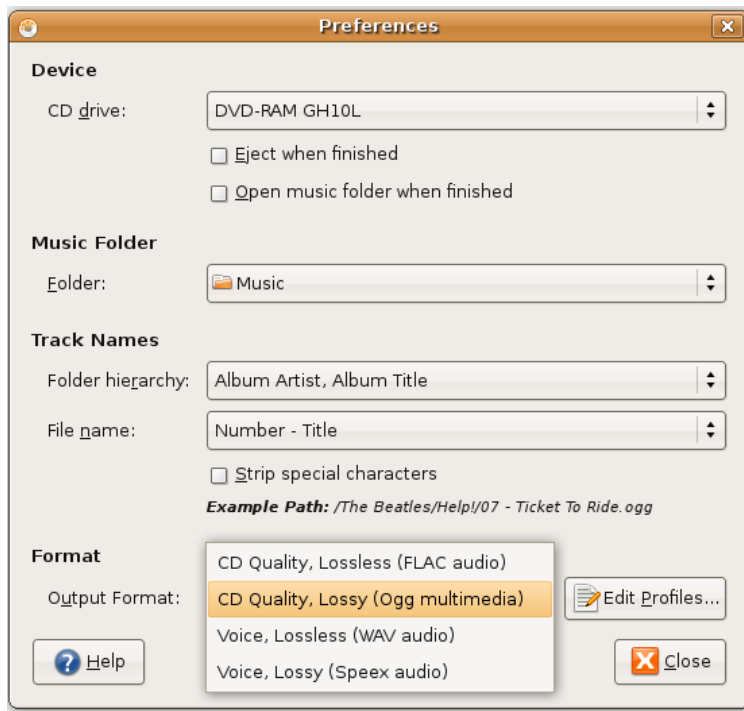 Preferences
Device
CD drive: DVD-RAM GH10L
Eject when finished
Open music folder when finished
Music Folder
Folder: Music
Track Names
Folder hierarchy: Album Artist, Album Title
File name: Number - Title
Strip special characters
Example Path: /The Beatles/Help!/07 - Ticket To Ride.ogg
Format
CD Quality, Lossless (FLAC audio)
Output Format: CD Quality, Lossy (Ogg multimedia) Edit Profiles...
Voice, Lossless (WAV audio)
Help Close
Voice, Lossy (Speex audio)